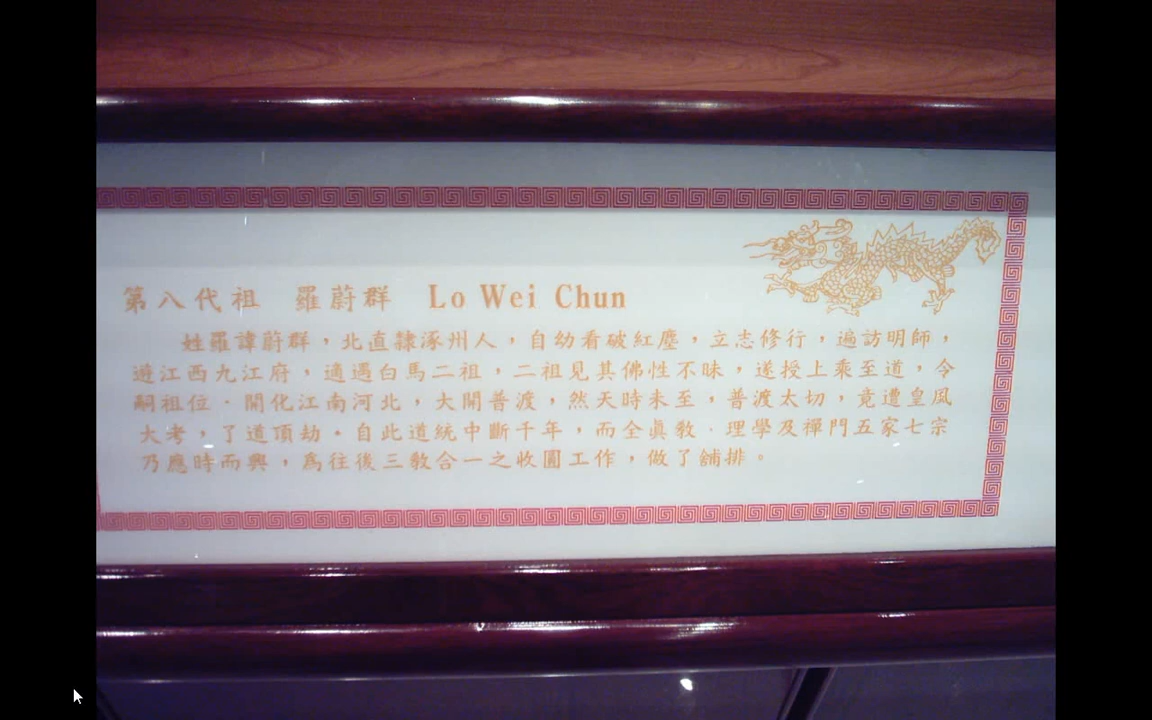 第八代祖 羅蔚群 Lo Wei Chun
姓羅諱蔚群，北直隸涿州人，自幼看破紅塵，立志修行，遍訪明師，
遊江西九江府，適遇白馬二祖，二祖見其佛性不昧，遂授上乘至道，令
嗣祖位．開化江南河北，大開普渡，然天時未至，普渡太切，竟遭皇風
大考，了道頂劫．自此道統中斷千年，而全眞教．理學及禪門五家七宗
乃應時而興，為往後三教合一之收圓工作，做了舖排。